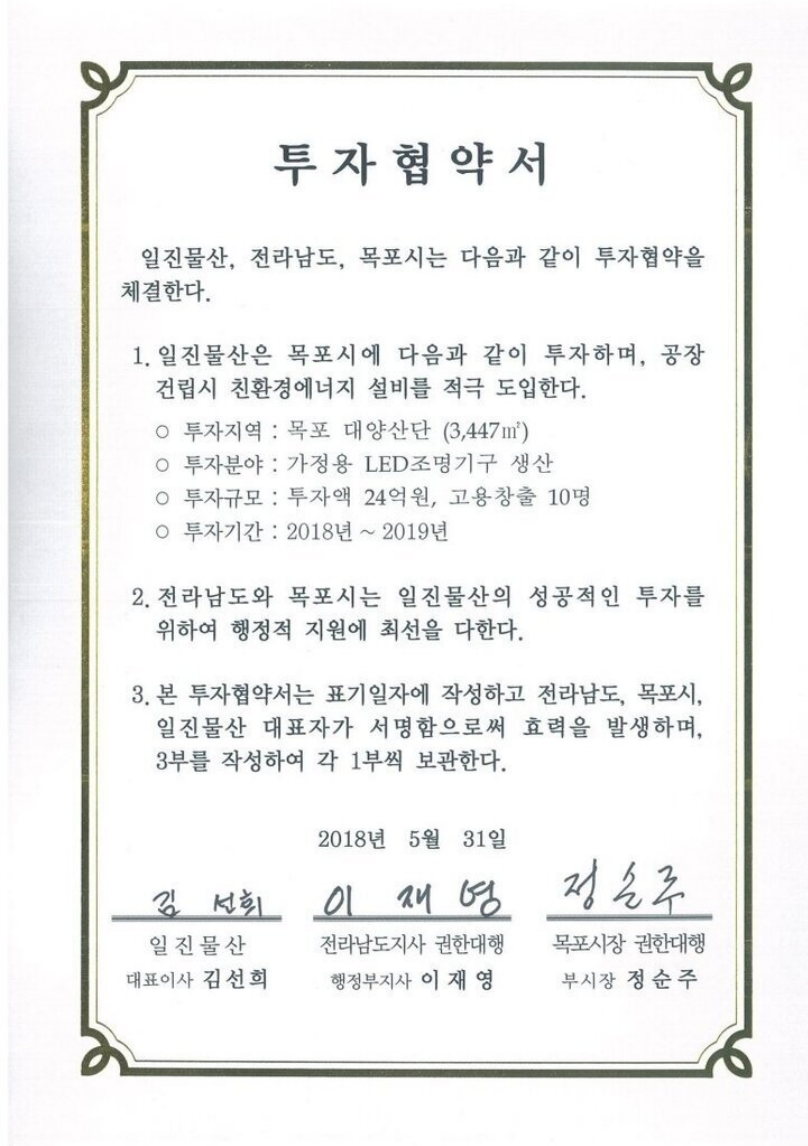 투자협약서
일진물산, 전라남도, 목포시는 다음과 같이 투자협약을
체결한다.
1. 일진물산은 목포시에 다음과 같이 투자하며, 공장
건립시 친환경에너지 설비를 적극 도입한다.
○ 투자지역 : 목포 대양산단 (3,447㎡)
○ 투자분야 : 가정용 LED조명기구 생산
○ 투자규모 : 투자액 24억원, 고용창출 10명
○ 투자기간 : 2018년 ~ 2019년
2. 전라남도와 목포시는 일진물산의 성공적인 투자를
위하여 행정적 지원에 최선을 다한다.
3. 본 투자협약서는 표기일자에 작성하고 전라남도, 목포시,
일진물산 대표자가 서명함으로써 효력을 발생하며,
3부를 작성하여 각 1부씩 보관한다.
2018년 5월 31일
김 선희 이 재영 정순주
일진물산 전라남도지사 권한대행 목포시장 권한대행
대표이사 김선희 행정부지사 이재영 부시장 정순주